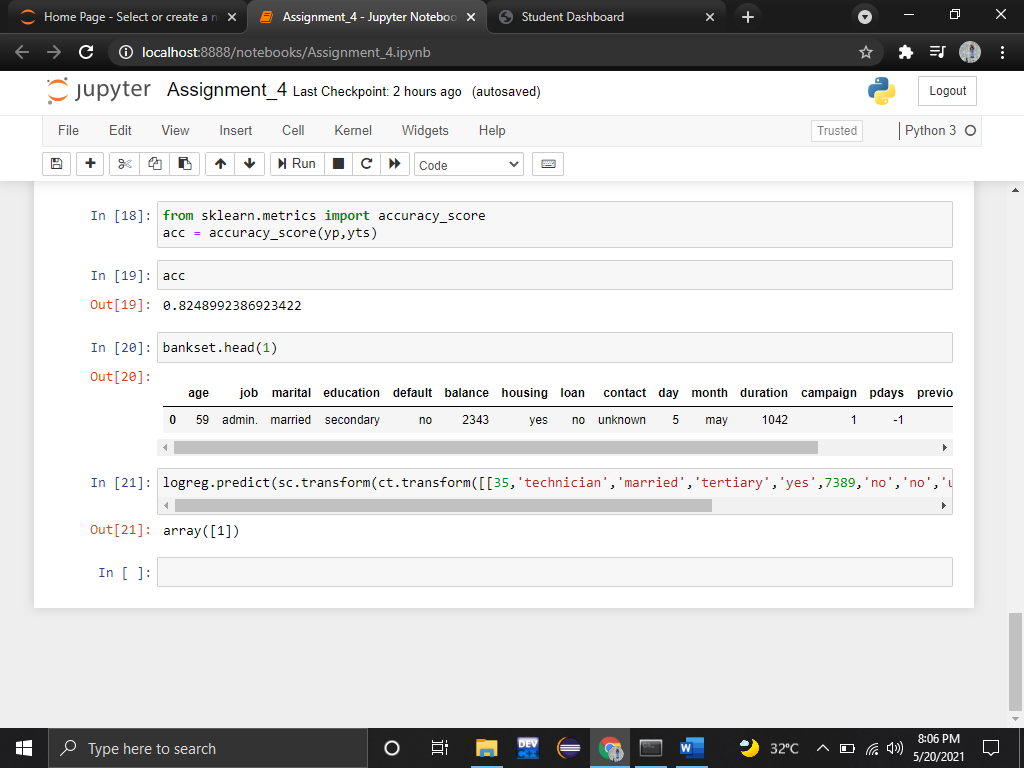 Home Page - Select or create a n
Assignment_4 - Jupyter Noteboo
Student Dashboard
localhost:8888/notebooks/Assignment_4.ipynb
jupyter Assignment_4 Last Checkpoint: 2 hours ago (autosaved)
Logout
File Edit View Insert Cell Kernel Widgets Help
Trusted
Python 3
Run
Code
In [18]: from sklearn.metrics import accuracy_score
acc = accuracy_score(yp,yts)
In [19]: acc
Out[19]: 0.8248992386923422
In [20]: bankset.head(1)
Out[20]:
age job marital education default balance housing loan contact day month duration campaign pdays previo
0 59 admin. married secondary no 2343 yes no unknown 5 may 1042 1 -1
In [21]: logreg.predict(sc.transform(ct.transform([[35,'technician','married','tertiary','yes',7389,'no','no','u
Out[21]: array([1])
In [ ]:
Type here to search
DEV
W
32°C
8:06 PM
5/20/2021